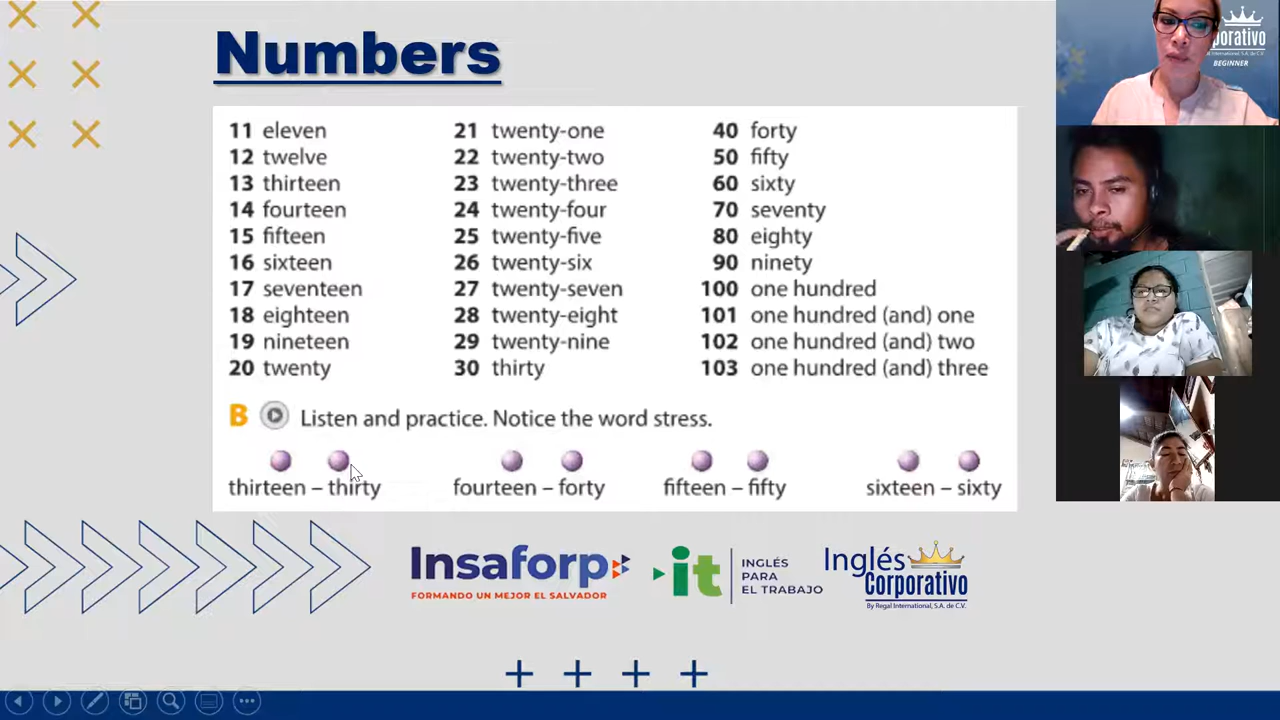 Numbers
11 eleven
12 twelve
13 thirteen
14 fourteen
15 fifteen
16 sixteen
17 seventeen
18 eighteen
19 nineteen
20 twenty
21 twenty-one
22 twenty-two
23 twenty-three
24 twenty-four
25 twenty-five
26 twenty-six
27 twenty-seven
28 twenty-eight
29 twenty-nine
30 thirty
40 forty
50 fifty
60 sixty
70 seventy
80 eighty
90 ninety
100 one hundred
101 one hundred (and) one
102 one hundred (and) two
103 one hundred (and) three
B Listen and practice. Notice the word stress.
thirteen – thirty
fourteen – forty
fifteen – fifty
sixteen – sixty
Insaforp
FORMANDO UN MEJOR EL SALVADOR
it
INGLÉS
PARA
EL TRABAJO
Inglés
Corporativo
By Regal International, S.A. de C.V.
porativo
International, S.A. de C.V.
BEGINNER